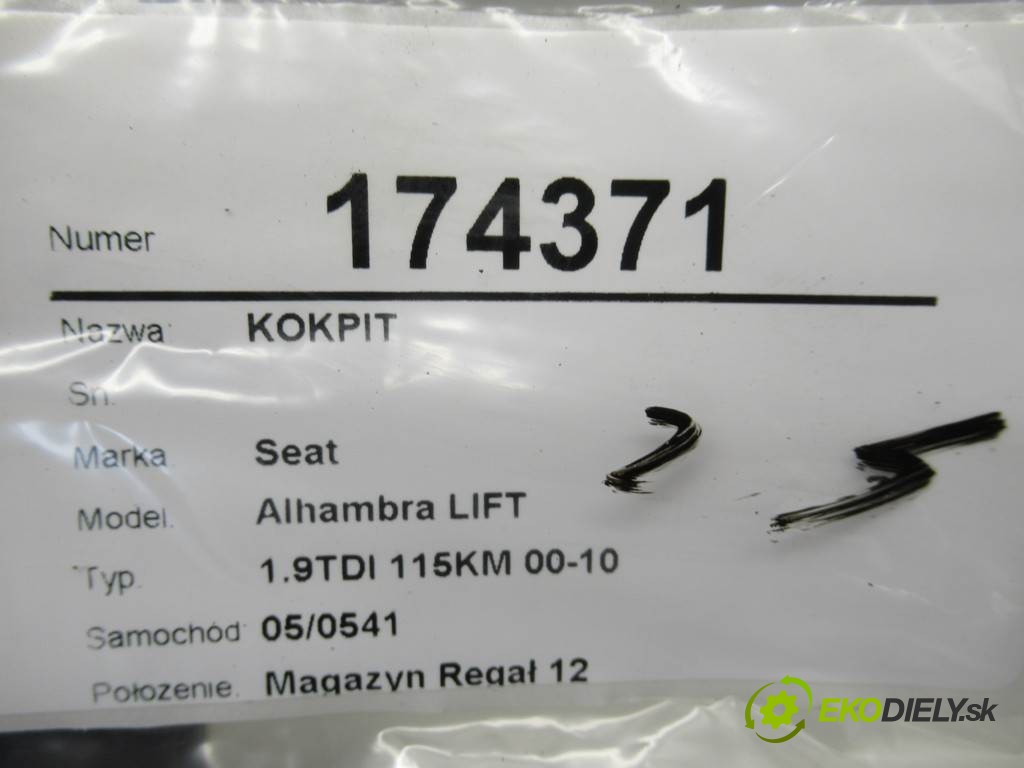 Numer 174371
Nazwa: KOKPIT
Sn.
Marka Seat
Model. Alhambra LIFT
Typ. 1.9TDI 115KM 00-10
Samochód 05/0541
Położenie. Magazyn Regał 12
25
EKODIELY.sk